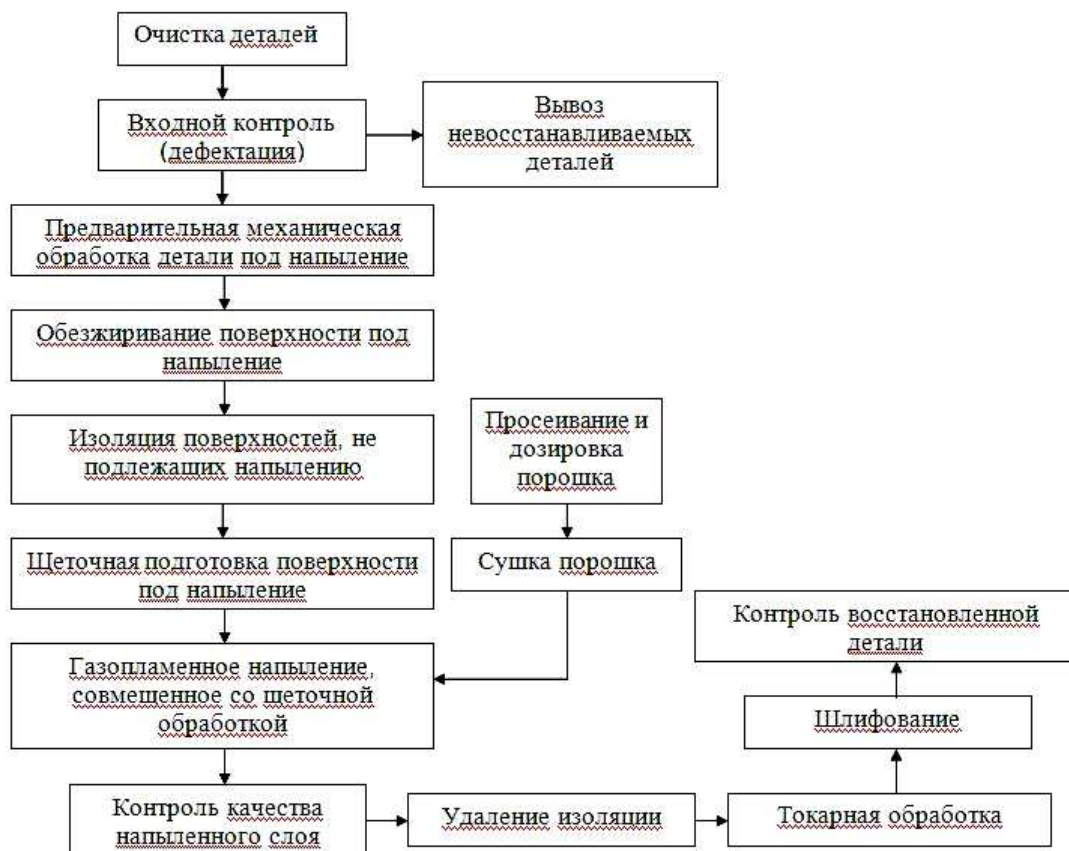 Очистка деталей
Входной контроль
(дефектация)
Вывоз
невосстанавливаемых
деталей
Предварительная механическая
обработка детали под напыление
Обезжиривание поверхности под
напыление
Изоляция поверхностей, не
подлежащих напылению
Просеивание и
дозировка
порошка
Щеточная подготовка поверхности
под напыление
Сушка порошка
Газопламенное напыление,
совмещенное со щеточной
обработкой
Контроль восстановленной
детали
Шлифование
Контроль качества
напыленного слоя
Удаление изоляции
Токарная обработка